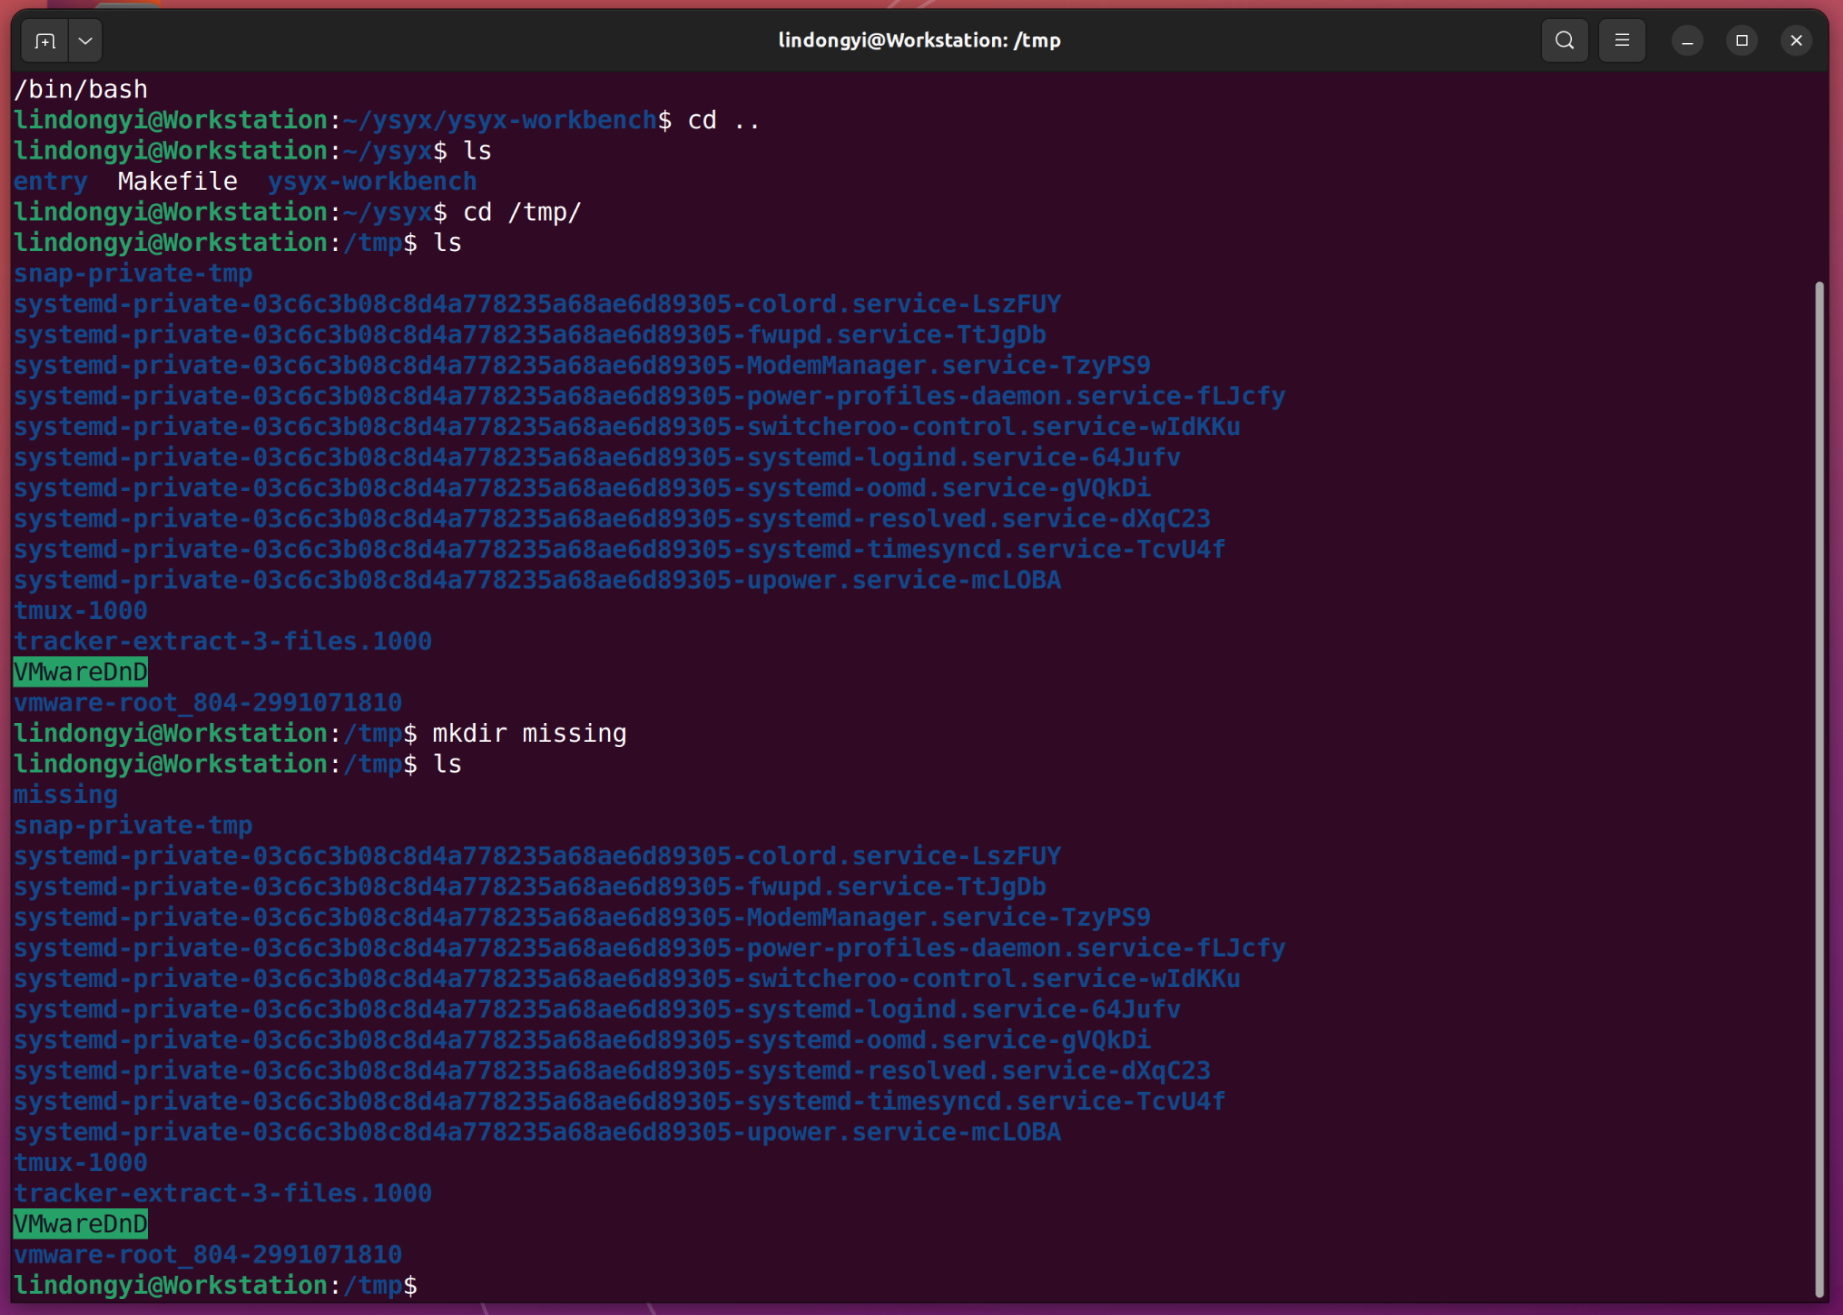 lindongyi@Workstation: /tmp
/bin/bash
lindongyi@Workstation:~/ysyx/ysyx-workbench$ cd ..
lindongyi@Workstation:~/ysyx$ ls
entry  Makefile  ysyx-workbench
lindongyi@Workstation:~/ysyx$ cd /tmp/
lindongyi@Workstation:/tmp$ ls
snap-private-tmp
systemd-private-03c6c3b08c8d4a778235a68ae6d89305-colord.service-LszFUY
systemd-private-03c6c3b08c8d4a778235a68ae6d89305-fwupd.service-TtJgDb
systemd-private-03c6c3b08c8d4a778235a68ae6d89305-ModemManager.service-TzyPS9
systemd-private-03c6c3b08c8d4a778235a68ae6d89305-power-profiles-daemon.service-fLJcfy
systemd-private-03c6c3b08c8d4a778235a68ae6d89305-switcheroo-control.service-wIdKKu
systemd-private-03c6c3b08c8d4a778235a68ae6d89305-systemd-logind.service-64Jufv
systemd-private-03c6c3b08c8d4a778235a68ae6d89305-systemd-oomd.service-gVQkDi
systemd-private-03c6c3b08c8d4a778235a68ae6d89305-systemd-resolved.service-dXqC23
systemd-private-03c6c3b08c8d4a778235a68ae6d89305-systemd-timesyncd.service-TcvU4f
systemd-private-03c6c3b08c8d4a778235a68ae6d89305-upower.service-mcLOBA
tmux-1000
tracker-extract-3-files.1000
VMwareDnD
vmware-root_804-2991071810
lindongyi@Workstation:/tmp$ mkdir missing
lindongyi@Workstation:/tmp$ ls
missing
snap-private-tmp
systemd-private-03c6c3b08c8d4a778235a68ae6d89305-colord.service-LszFUY
systemd-private-03c6c3b08c8d4a778235a68ae6d89305-fwupd.service-TtJgDb
systemd-private-03c6c3b08c8d4a778235a68ae6d89305-ModemManager.service-TzyPS9
systemd-private-03c6c3b08c8d4a778235a68ae6d89305-power-profiles-daemon.service-fLJcfy
systemd-private-03c6c3b08c8d4a778235a68ae6d89305-switcheroo-control.service-wIdKKu
systemd-private-03c6c3b08c8d4a778235a68ae6d89305-systemd-logind.service-64Jufv
systemd-private-03c6c3b08c8d4a778235a68ae6d89305-systemd-oomd.service-gVQkDi
systemd-private-03c6c3b08c8d4a778235a68ae6d89305-systemd-resolved.service-dXqC23
systemd-private-03c6c3b08c8d4a778235a68ae6d89305-systemd-timesyncd.service-TcvU4f
systemd-private-03c6c3b08c8d4a778235a68ae6d89305-upower.service-mcLOBA
tmux-1000
tracker-extract-3-files.1000
VMwareDnD
vmware-root_804-2991071810
lindongyi@Workstation:/tmp$